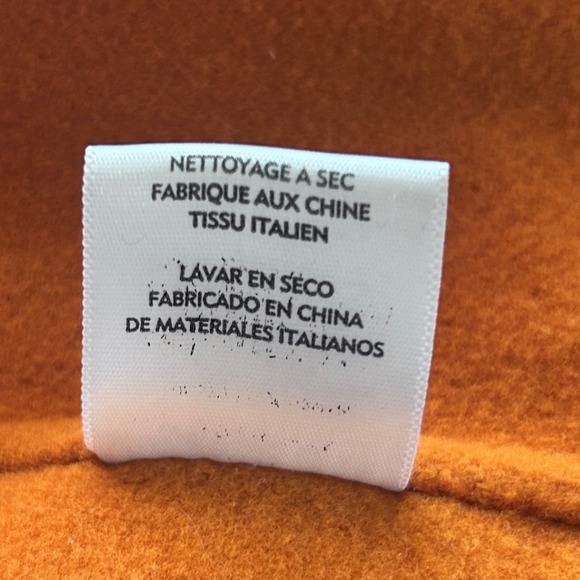 NETTOYAGE A SEC
FABRIQUE AUX CHINE
TISSU ITALIEN
LAVAR EN SECO
FABRICADO EN CHINA
DE MATERIALES ITALIANOS